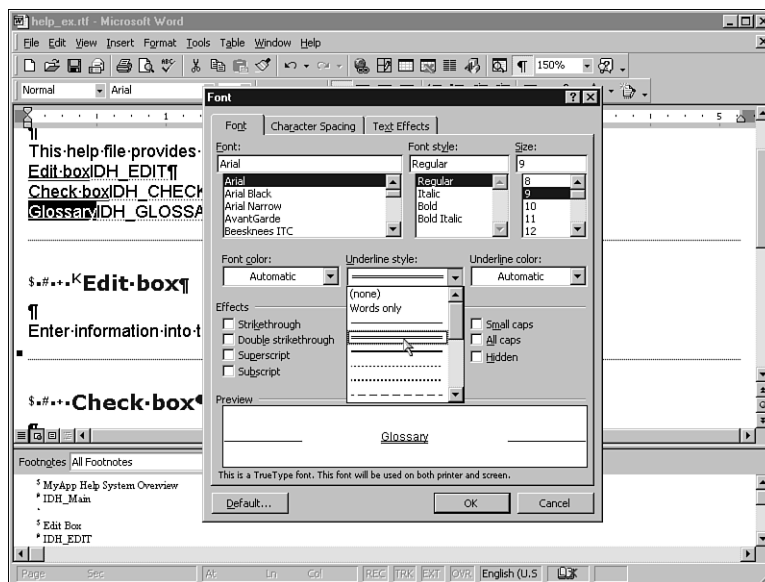 help_ex.rtf - Microsoft Word
File Edit View Insert Format Tools Table Window Help
150%
Normal Arial
1 5
¶
This·help·file·provides·
Edit·boxIDH_EDIT¶
Check·boxIDH_CHECK
GlossaryIDH_GLOSSA
$·#·+· K Edit·box¶
¶
Enter·information·into·t
$·#·+· Check·box
Font
Font Character Spacing Text Effects
Font: Font style: Size:
Arial Regular 9
Arial Regular 8
Arial Black Italic 9
Arial Narrow Bold 10
AvantGarde Bold Italic 11
Beesknees ITC 12
Font color: Underline style: Underline color:
Automatic Automatic
(none)
Words only
Effects
Strikethrough Small caps
Double strikethrough All caps
Superscript Hidden
Subscript
Preview
Glossary
This is a TrueType font. This font will be used on both printer and screen.
Default... OK Cancel
Footnotes All Footnotes
$ MyApp Help System Overview
# IDH_Main
$ Edit Box
# IDH_EDIT
Page Sec At Ln Col REC TRK EXT OVR English (U.S